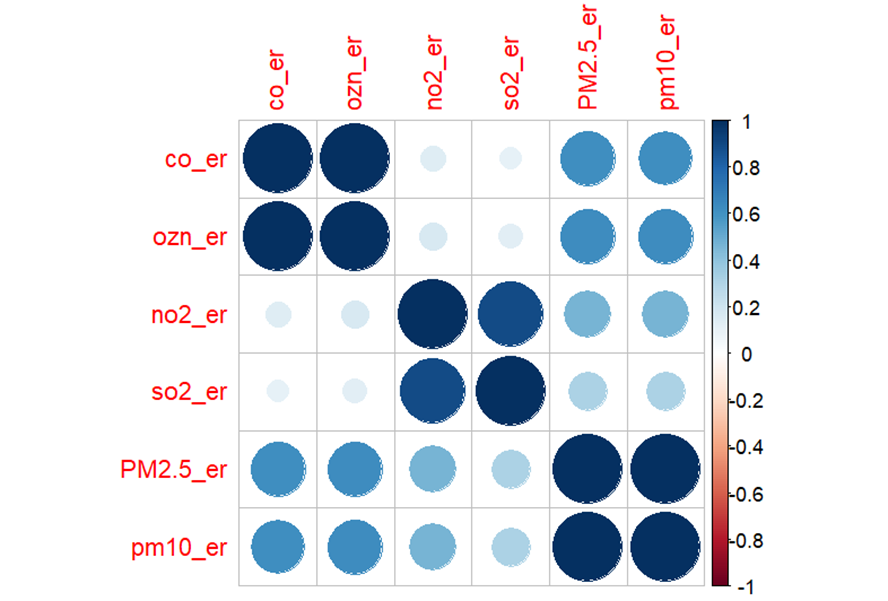 co_er
ozn_er
no2_er
so2_er
PM2.5_er
pm10_er
co_er
ozn_er
no2_er
so2_er
PM2.5_er
pm10_er
1
0.8
0.6
0.4
0.2
0
-0.2
-0.4
-0.6
-0.8
-1